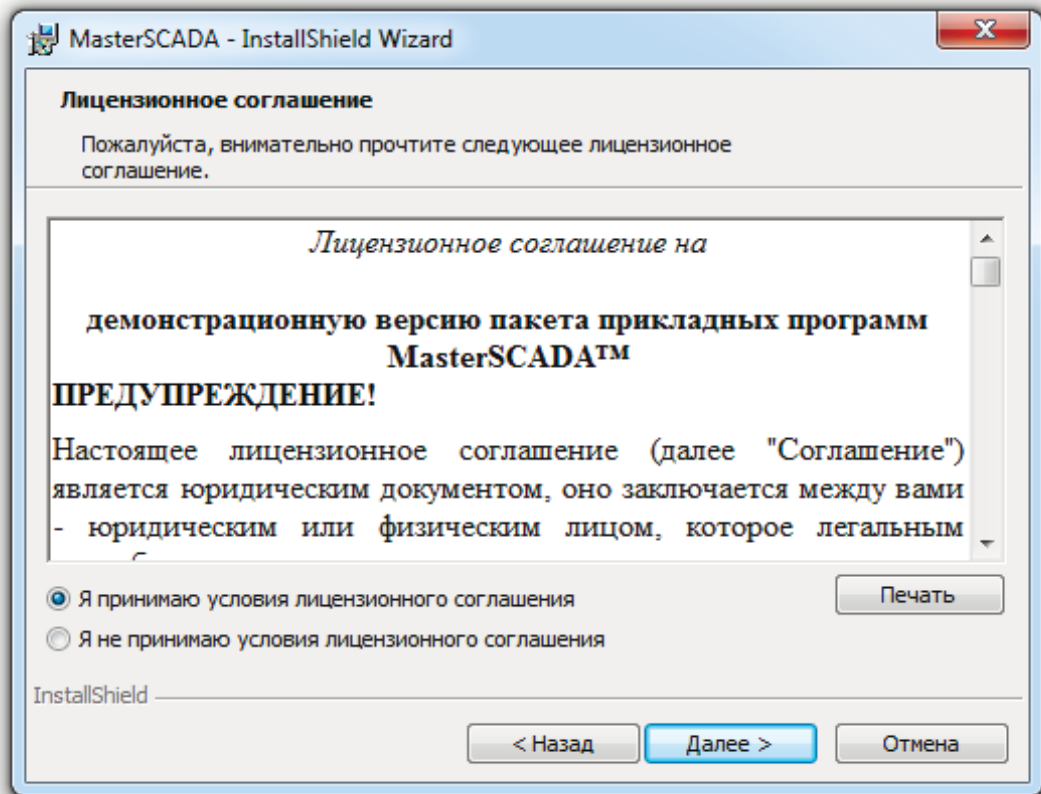 MasterSCADA - InstallShield Wizard
Лицензионное соглашение
Пожалуйста, внимательно прочтите следующее лицензионное
соглашение.
Лицензионное соглашение на
демонстрационную версию пакета прикладных программ
MasterSCADA™
ПРЕДУПРЕЖДЕНИЕ!
Настоящее лицензионное соглашение (далее "Соглашение")
является юридическим документом, оно заключается между вами
- юридическим или физическим лицом, которое легальным
Я принимаю условия лицензионного соглашения
Печать
Я не принимаю условия лицензионного соглашения
InstallShield
< Назад
Далее >
Отмена